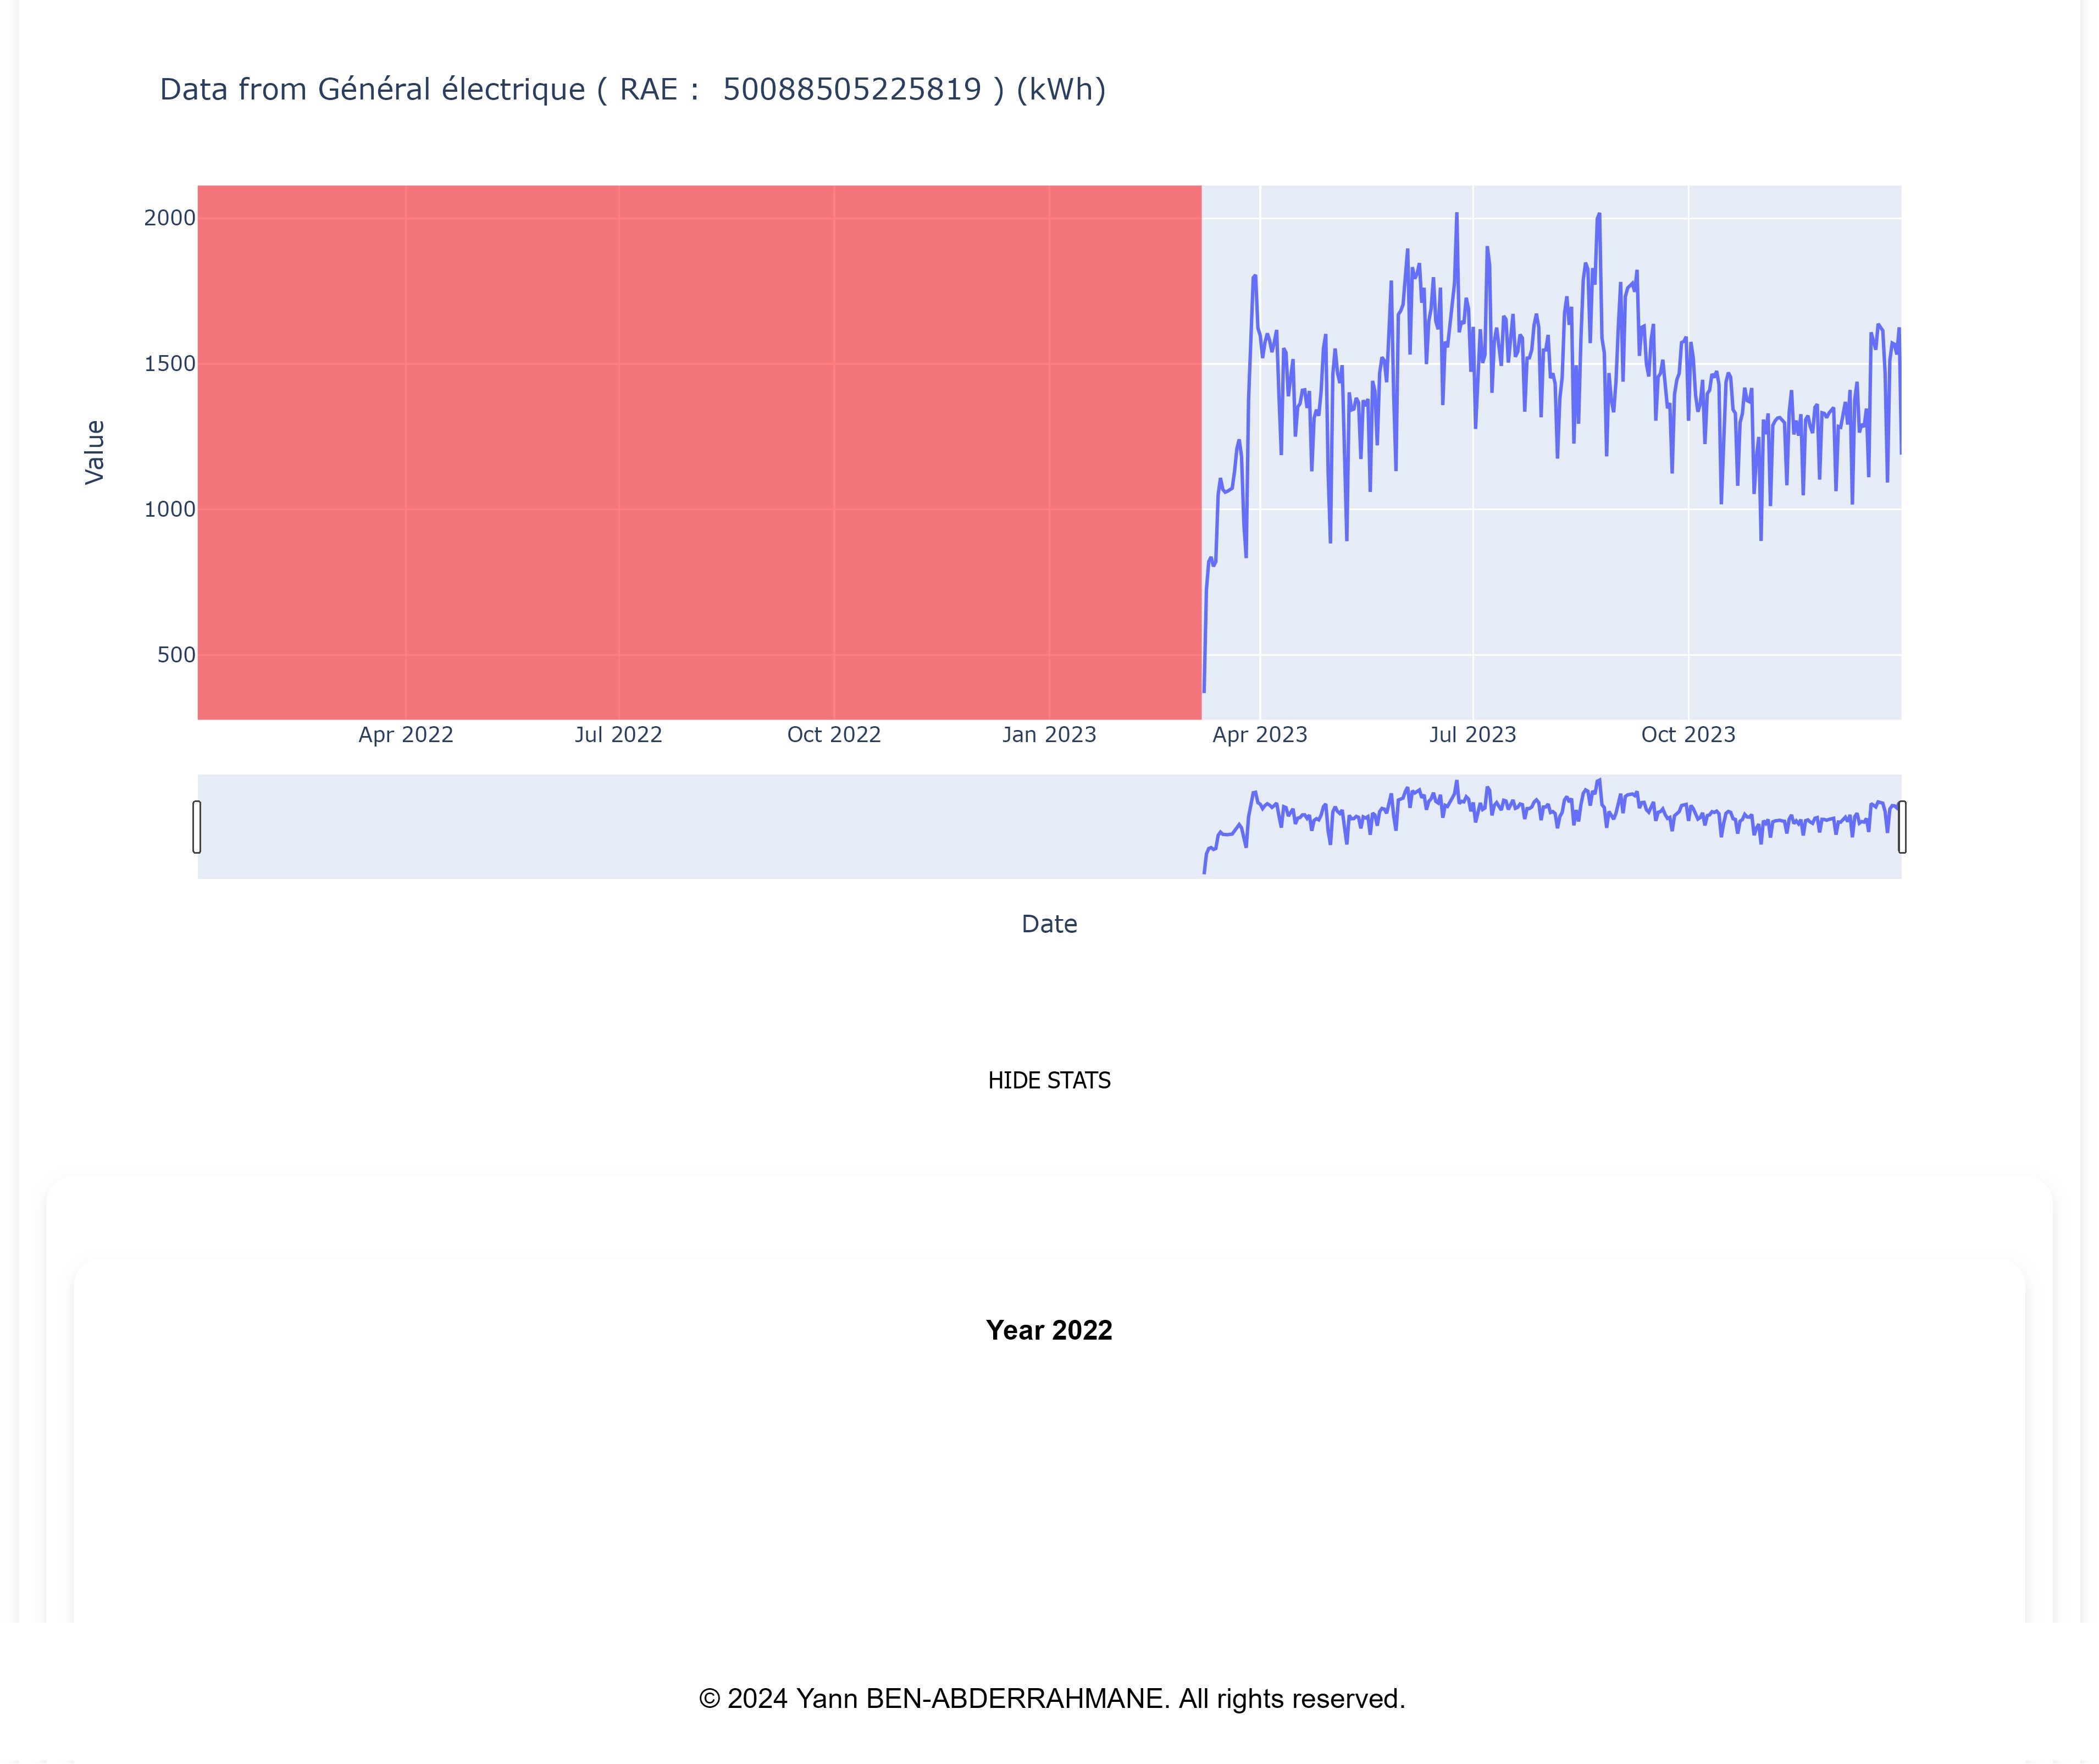 Data from Général électrique ( RAE :  50088505225819 ) (kWh)
2000
1500
1000
500
Value
Apr 2022 Jul 2022 Oct 2022 Jan 2023 Apr 2023 Jul 2023 Oct 2023
Date
HIDE STATS
Year 2022
© 2024 Yann BEN-ABDERRAHMANE. All rights reserved.